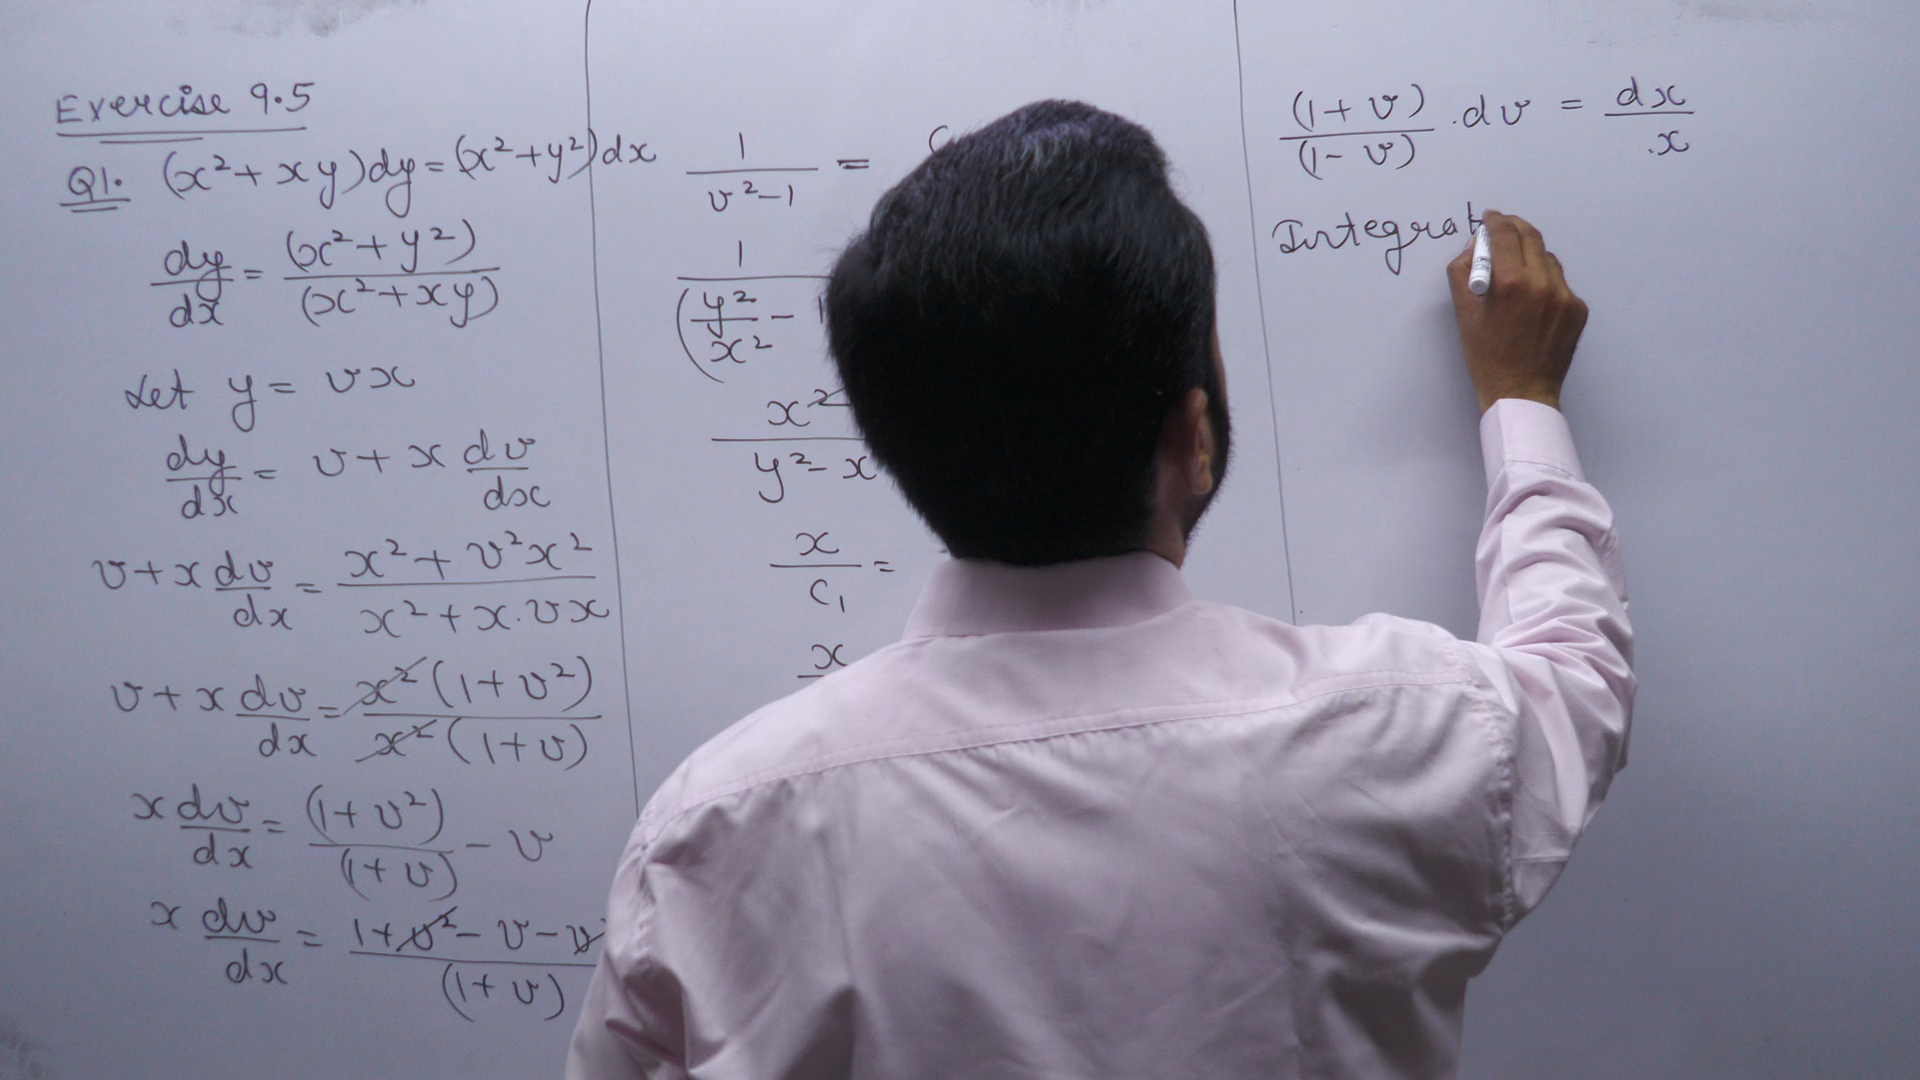 Exercise 9.5
Q1. (x²+xy)dy=(x²+y²)dx
dy/dx = (x²+y²)/(x²+xy)
Let y = vx
dy/dx = v+x dv/dx
v+x dv/dx = (x²+v²x²)/(x²+x.vx)
v+x dv/dx = x²(1+v²)/x²(1+v)
x dv/dx = (1+v²)/(1+v) - v
x dv/dx = (1+v²-v-v)/(1+v)
1/(v²-1) =
1/(y²/x² -
x²/(y²-x
x/c₁ =
x
(1+v)/(1-v) .dv = dx/.x
Integrat